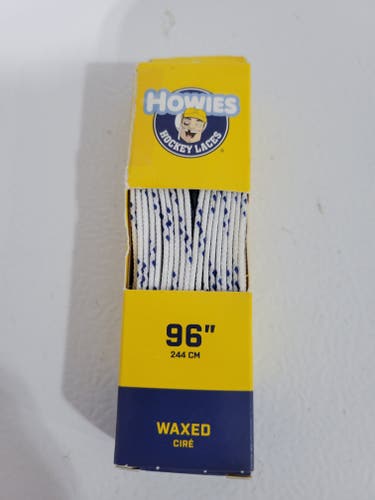 HOWIES
HOCKEY LACES
96"
244 CM
WAXED
CIRÉ